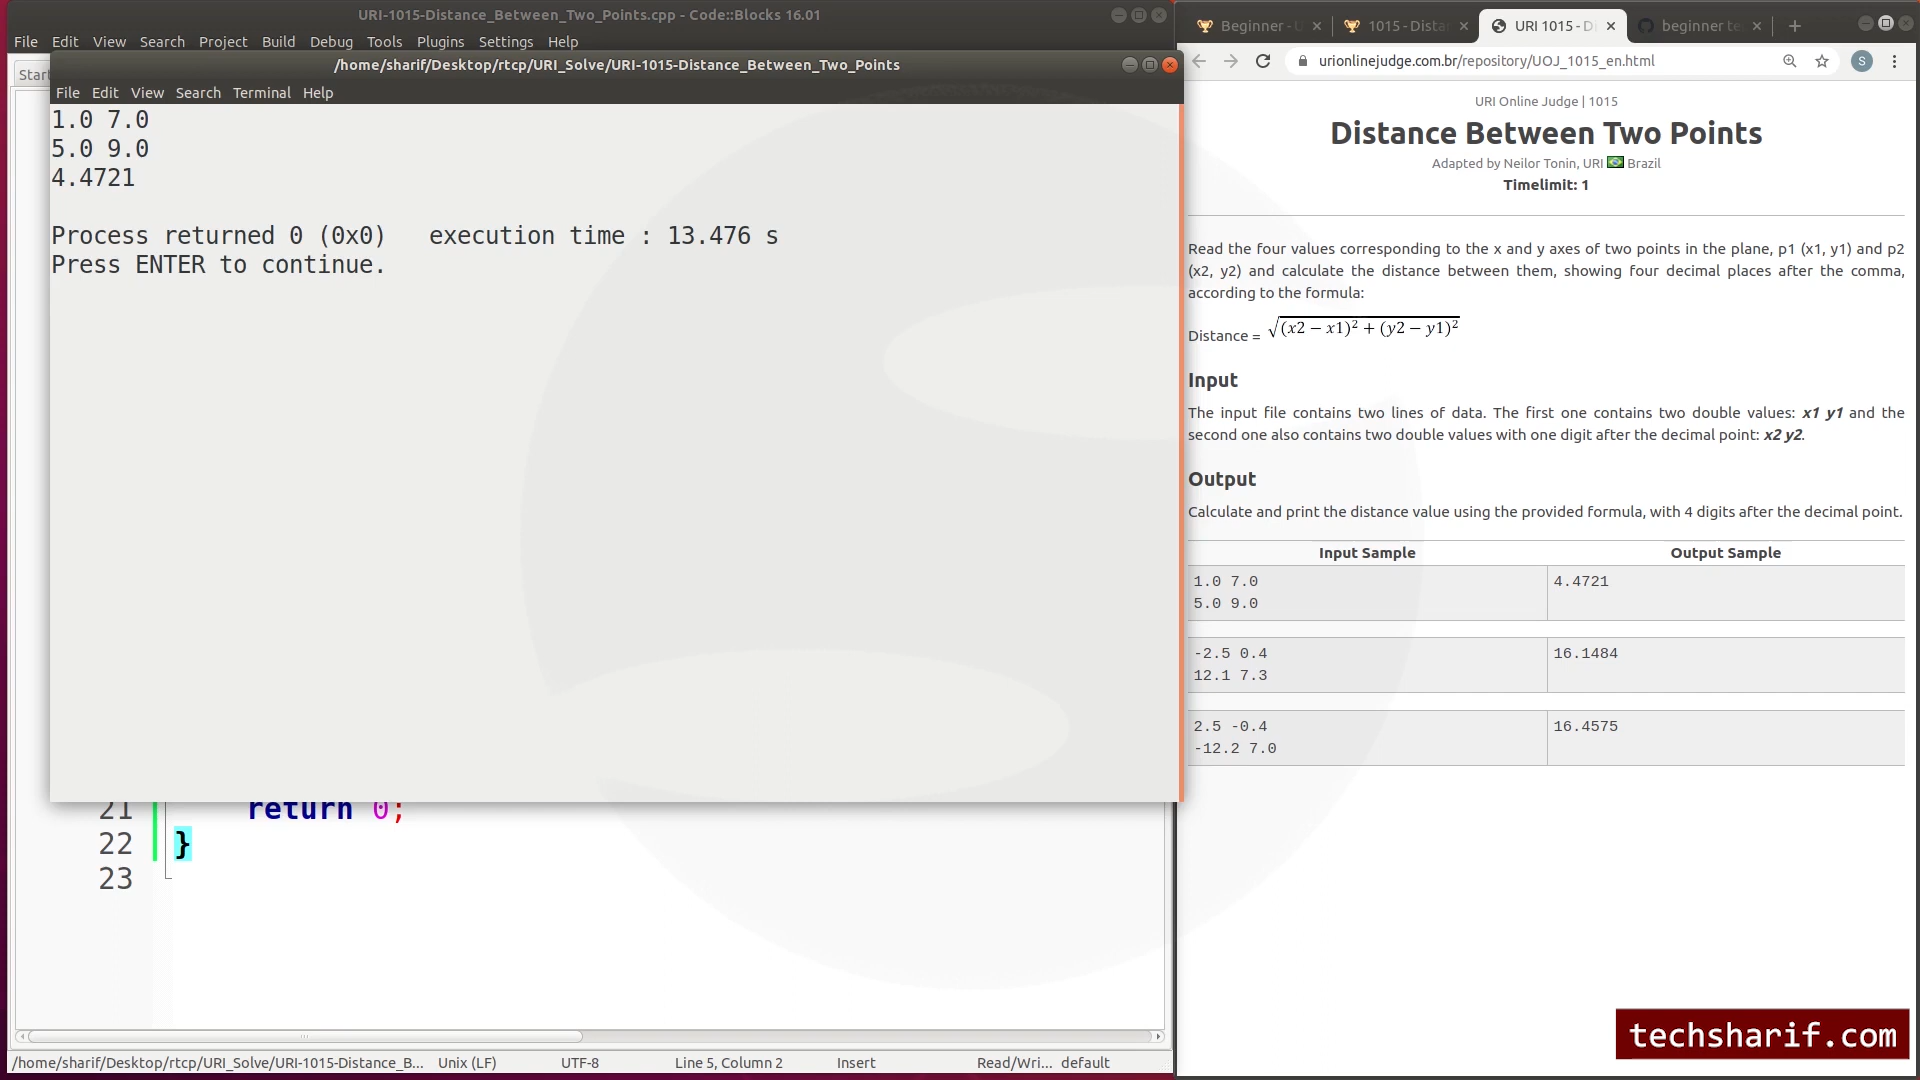 URI-1015-Distance_Between_Two_Points.cpp - Code::Blocks 16.01
File Edit View Search Project Build Debug Tools Plugins Settings Help
Start
/home/sharif/Desktop/rtcp/URI_Solve/URI-1015-Distance_Between_Two_Points
File Edit View Search Terminal Help
1.0 7.0
5.0 9.0
4.4721
Process returned 0 (0x0) execution time : 13.476 s
Press ENTER to continue.
21 return 0;
22 }
23
/home/sharif/Desktop/rtcp/URI_Solve/URI-1015-Distance_B... Unix (LF) UTF-8 Line 5, Column 2 Insert Read/Wri... default
Beginner - U 1015 - Dista URI 1015 - D beginner te
urionlinejudge.com.br/repository/UOJ_1015_en.html S
URI Online Judge | 1015
Distance Between Two Points
Adapted by Neilor Tonin, URI Brazil
Timelimit: 1
Read the four values corresponding to the x and y axes of two points in the plane, p1 (x1, y1) and p2
(x2, y2) and calculate the distance between them, showing four decimal places after the comma,
according to the formula:
Distance = √(x2 − x1)² + (y2 − y1)²
Input
The input file contains two lines of data. The first one contains two double values: x1 y1 and the
second one also contains two double values with one digit after the decimal point: x2 y2.
Output
Calculate and print the distance value using the provided formula, with 4 digits after the decimal point.
Input Sample Output Sample
1.0 7.0 4.4721
5.0 9.0
-2.5 0.4 16.1484
12.1 7.3
2.5 -0.4 16.4575
-12.2 7.0
techsharif.com